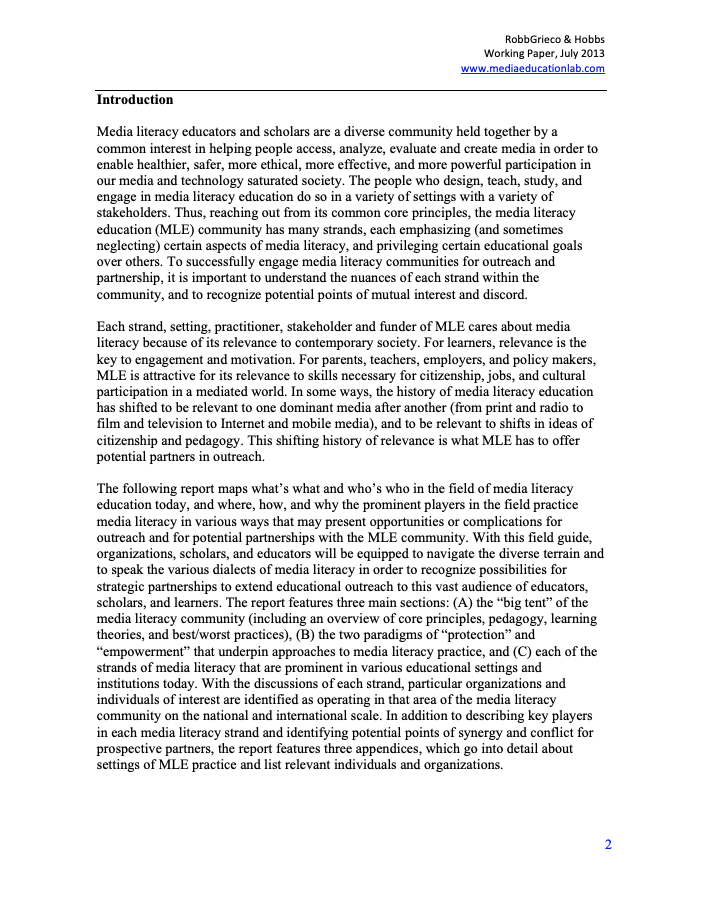 RobbGrieco & Hobbs
Working Paper, July 2013
www.mediaeducationlab.com
Introduction
Media literacy educators and scholars are a diverse community held together by a
common interest in helping people access, analyze, evaluate and create media in order to
enable healthier, safer, more ethical, more effective, and more powerful participation in
our media and technology saturated society. The people who design, teach, study, and
engage in media literacy education do so in a variety of settings with a variety of
stakeholders. Thus, reaching out from its common core principles, the media literacy
education (MLE) community has many strands, each emphasizing (and sometimes
neglecting) certain aspects of media literacy, and privileging certain educational goals
over others. To successfully engage media literacy communities for outreach and
partnership, it is important to understand the nuances of each strand within the
community, and to recognize potential points of mutual interest and discord.
Each strand, setting, practitioner, stakeholder and funder of MLE cares about media
literacy because of its relevance to contemporary society. For learners, relevance is the
key to engagement and motivation. For parents, teachers, employers, and policy makers,
MLE is attractive for its relevance to skills necessary for citizenship, jobs, and cultural
participation in a mediated world. In some ways, the history of media literacy education
has shifted to be relevant to one dominant media after another (from print and radio to
film and television to Internet and mobile media), and to be relevant to shifts in ideas of
citizenship and pedagogy. This shifting history of relevance is what MLE has to offer
potential partners in outreach.
The following report maps what’s what and who’s who in the field of media literacy
education today, and where, how, and why the prominent players in the field practice
media literacy in various ways that may present opportunities or complications for
outreach and for potential partnerships with the MLE community. With this field guide,
organizations, scholars, and educators will be equipped to navigate the diverse terrain and
to speak the various dialects of media literacy in order to recognize possibilities for
strategic partnerships to extend educational outreach to this vast audience of educators,
scholars, and learners. The report features three main sections: (A) the “big tent” of the
media literacy community (including an overview of core principles, pedagogy, learning
theories, and best/worst practices), (B) the two paradigms of “protection” and
“empowerment” that underpin approaches to media literacy practice, and (C) each of the
strands of media literacy that are prominent in various educational settings and
institutions today. With the discussions of each strand, particular organizations and
individuals of interest are identified as operating in that area of the media literacy
community on the national and international scale. In addition to describing key players
in each media literacy strand and identifying potential points of synergy and conflict for
prospective partners, the report features three appendices, which go into detail about
settings of MLE practice and list relevant individuals and organizations.
2